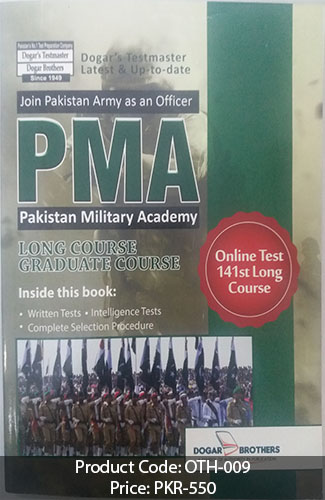 Pakistan's No.1 Test Preparation Company
Dogar's Testmaster
Dogar Brothers
Since 1949
Dogar's Testmaster
Latest & Up-to-date
Join Pakistan Army as an Officer
PMA
Pakistan Military Academy
LONG COURSE
GRADUATE COURSE
Online Test
141st Long
Course
Inside this book:
• Written Tests • Intelligence Tests
• Complete Selection Procedure
DOGAR BROTHERS
Product Code: OTH-009
Price: PKR-550